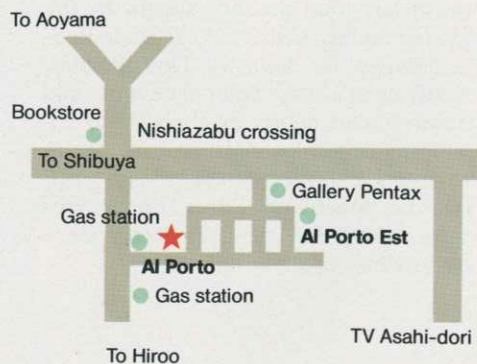 To Aoyama
Bookstore
Nishiazabu crossing
To Shibuya
Gallery Pentax
Gas station
Al Porto Est
Al Porto
Gas station
TV Asahi-dori
To Hiroo